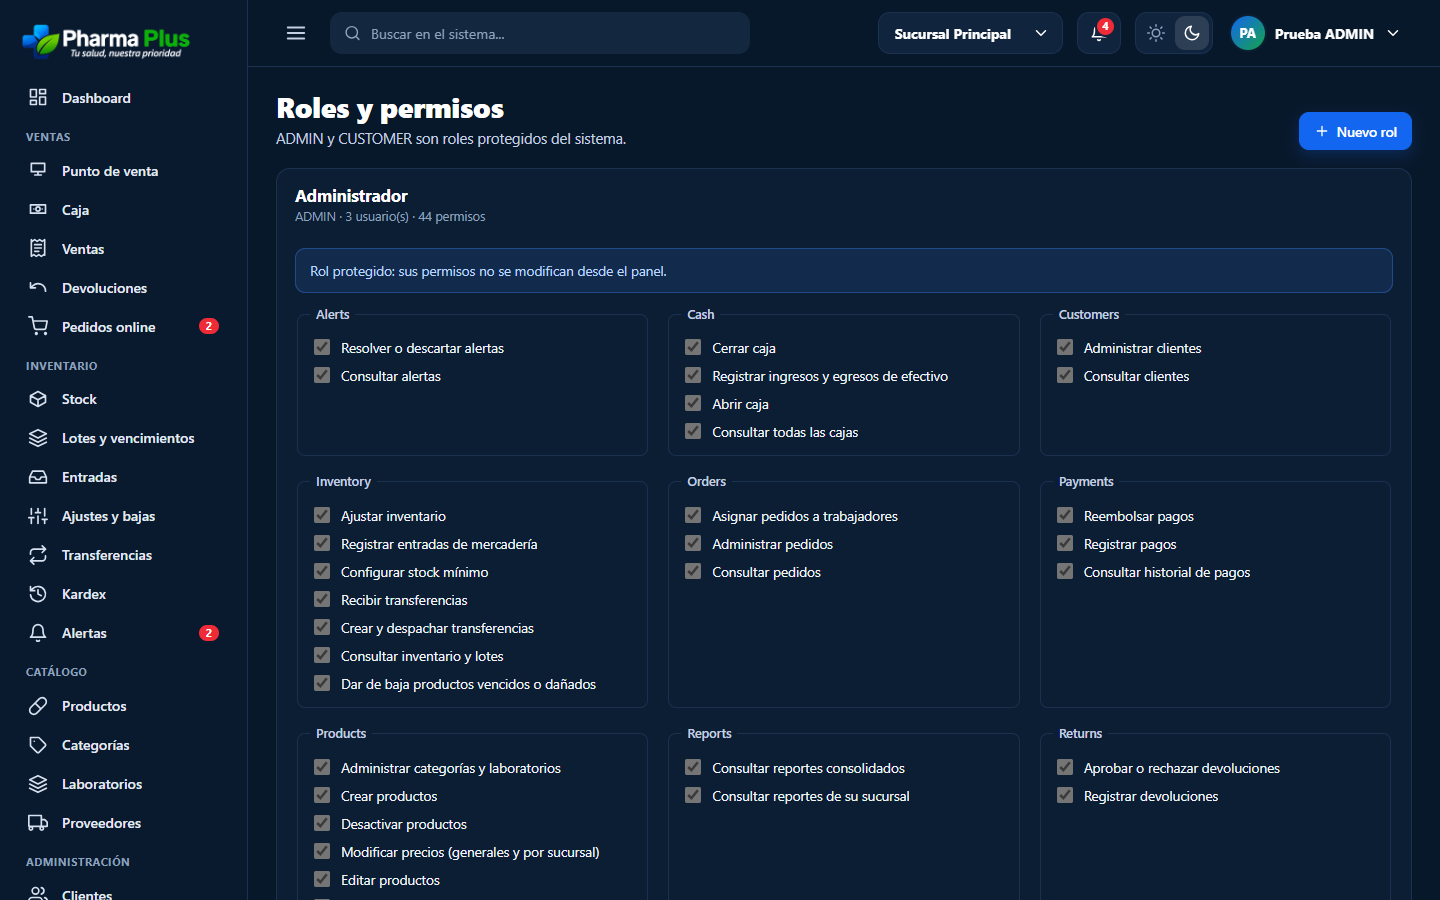 Pharma Plus
Tu salud, nuestra prioridad
Buscar en el sistema...
Sucursal Principal
4
PA
Prueba ADMIN
Dashboard
VENTAS
Punto de venta
Caja
Ventas
Devoluciones
Pedidos online
2
INVENTARIO
Stock
Lotes y vencimientos
Entradas
Ajustes y bajas
Transferencias
Kardex
Alertas
2
CATÁLOGO
Productos
Categorías
Laboratorios
Proveedores
ADMINISTRACIÓN
Clientes
Roles y permisos
ADMIN y CUSTOMER son roles protegidos del sistema.
Nuevo rol
Administrador
ADMIN · 3 usuario(s) · 44 permisos
Rol protegido: sus permisos no se modifican desde el panel.
Alerts
Resolver o descartar alertas
Consultar alertas
Cash
Cerrar caja
Registrar ingresos y egresos de efectivo
Abrir caja
Consultar todas las cajas
Customers
Administrar clientes
Consultar clientes
Inventory
Ajustar inventario
Registrar entradas de mercadería
Configurar stock mínimo
Recibir transferencias
Crear y despachar transferencias
Consultar inventario y lotes
Dar de baja productos vencidos o dañados
Orders
Asignar pedidos a trabajadores
Administrar pedidos
Consultar pedidos
Payments
Reembolsar pagos
Registrar pagos
Consultar historial de pagos
Products
Administrar categorías y laboratorios
Crear productos
Desactivar productos
Modificar precios (generales y por sucursal)
Editar productos
Reports
Consultar reportes consolidados
Consultar reportes de su sucursal
Returns
Aprobar o rechazar devoluciones
Registrar devoluciones